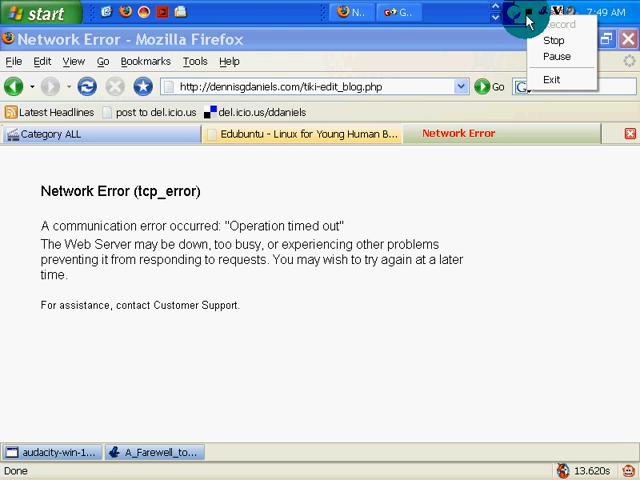 start
N..
G..
7:49 AM
Record
Stop
Pause
Exit
Network Error - Mozilla Firefox
File Edit View Go Bookmarks Tools Help
http://dennisgdaniels.com/tiki-edit_blog.php
Go
Latest Headlines post to del.icio.us del.icio.us/ddaniels
Category ALL
Edubuntu - Linux for Young Human B...
Network Error
Network Error (tcp_error)
A communication error occurred: "Operation timed out"
The Web Server may be down, too busy, or experiencing other problems
preventing it from responding to requests. You may wish to try again at a later
time.
For assistance, contact Customer Support.
audacity-win-1...
A_Farewell_to...
Done
13.620s